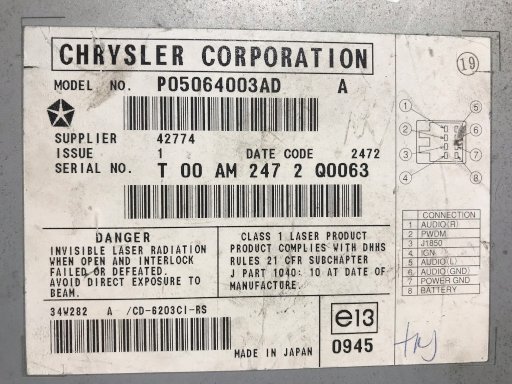 CHRYSLER CORPORATION
MODEL NO. P05064003AD A
SUPPLIER 42774
ISSUE 1 DATE CODE 2472
SERIAL NO. T 00 AM 247 2 Q0063
DANGER
INVISIBLE LASER RADIATION
WHEN OPEN AND INTERLOCK
FAILED OR DEFEATED.
AVOID DIRECT EXPOSURE TO
BEAM.
CLASS 1 LASER PRODUCT
PRODUCT COMPLIES WITH DHHS
RULES 21 CFR SUBCHAPTER
J PART 1040: 10 AT DATE OF
MANUFACTURE.
34W282 A /CD-6203CI-RS
MADE IN JAPAN
e13
0945
19
1 5
2 6
3 7
4 8
CONNECTION
1 AUDIO(R)
2 PWDM
3 J1850
4 IGN
5 AUDIO(L)
6 AUDIO (GND)
7 POWER GND
8 BATTERY